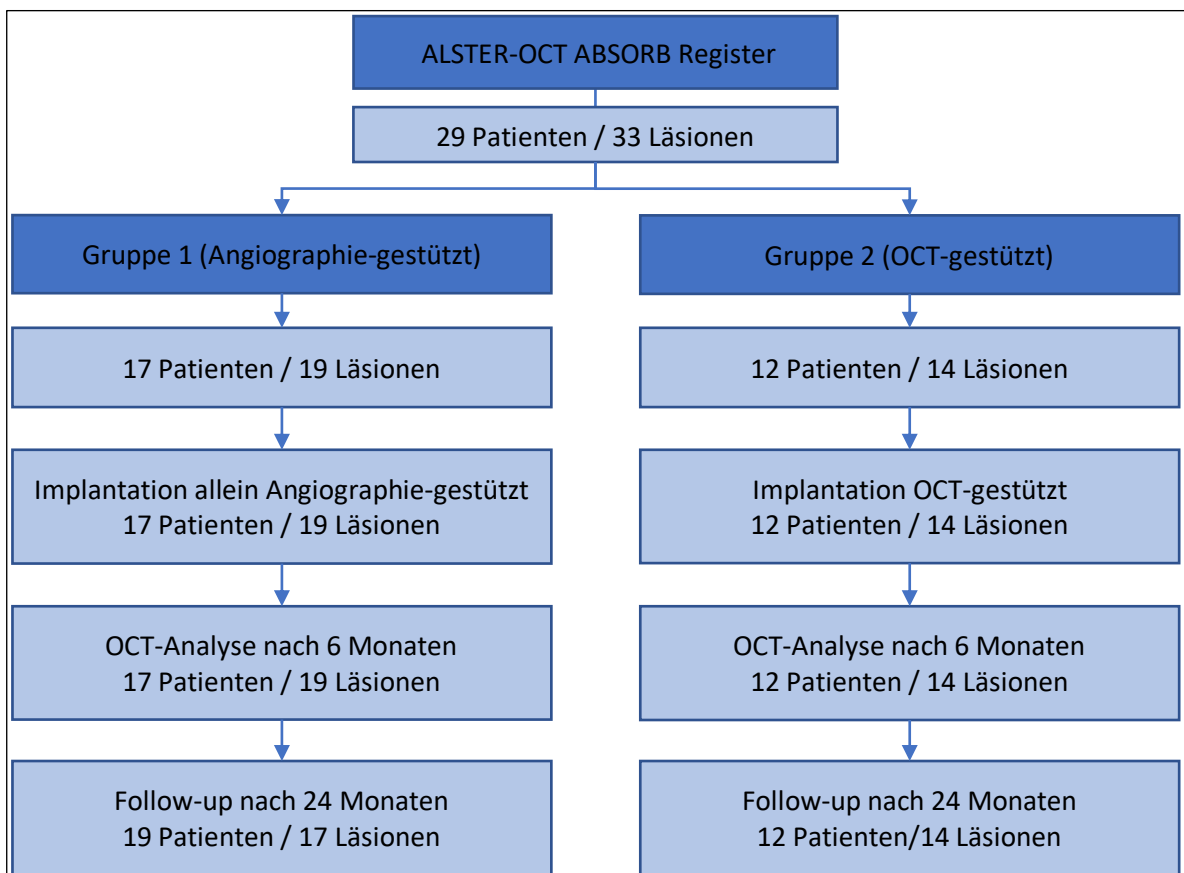 ALSTER-OCT ABSORB Register
29 Patienten / 33 Läsionen
Gruppe 1 (Angiographie-gestützt)
Gruppe 2 (OCT-gestützt)
17 Patienten / 19 Läsionen
12 Patienten / 14 Läsionen
Implantation allein Angiographie-gestützt
17 Patienten / 19 Läsionen
Implantation OCT-gestützt
12 Patienten / 14 Läsionen
OCT-Analyse nach 6 Monaten
17 Patienten / 19 Läsionen
OCT-Analyse nach 6 Monaten
12 Patienten / 14 Läsionen
Follow-up nach 24 Monaten
19 Patienten / 17 Läsionen
Follow-up nach 24 Monaten
12 Patienten/14 Läsionen